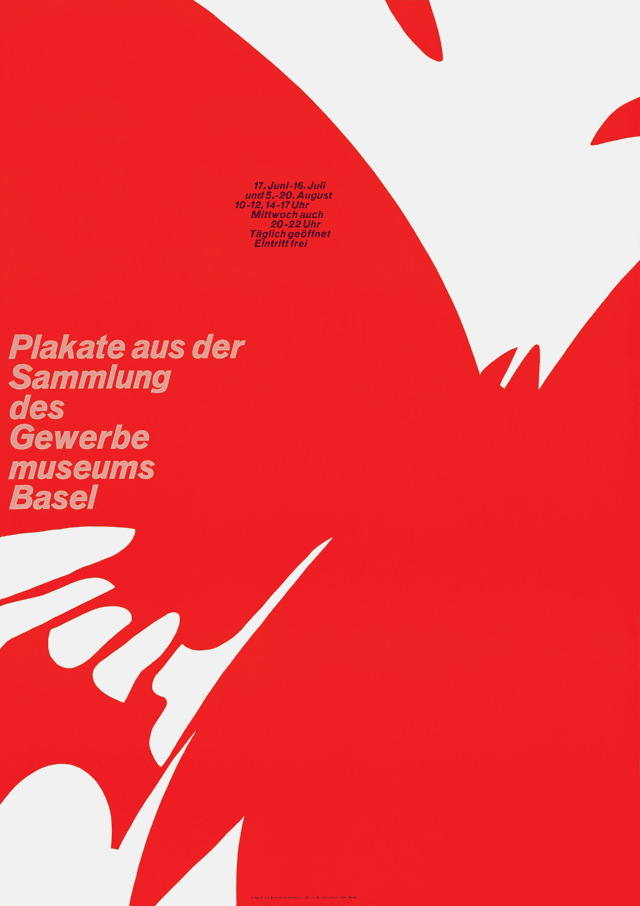 17. Juni-16. Juli
und 5.-20. August
10-12, 14-17 Uhr
Mittwoch auch
20-22 Uhr
Täglich geöffnet
Eintritt frei
Plakate aus der
Sammlung
des
Gewerbe
museums
Basel